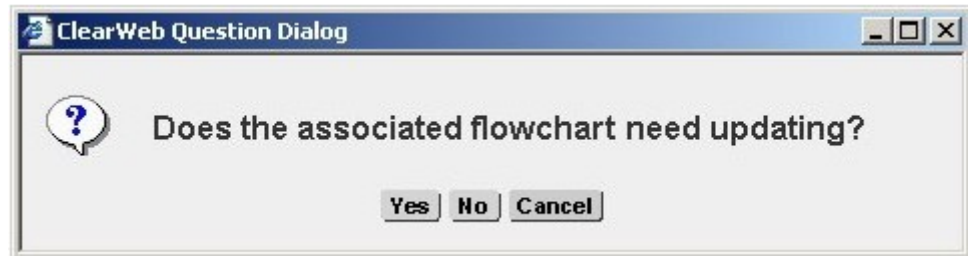 ClearWeb Question Dialog
?
Does the associated flowchart need updating?
Yes No Cancel